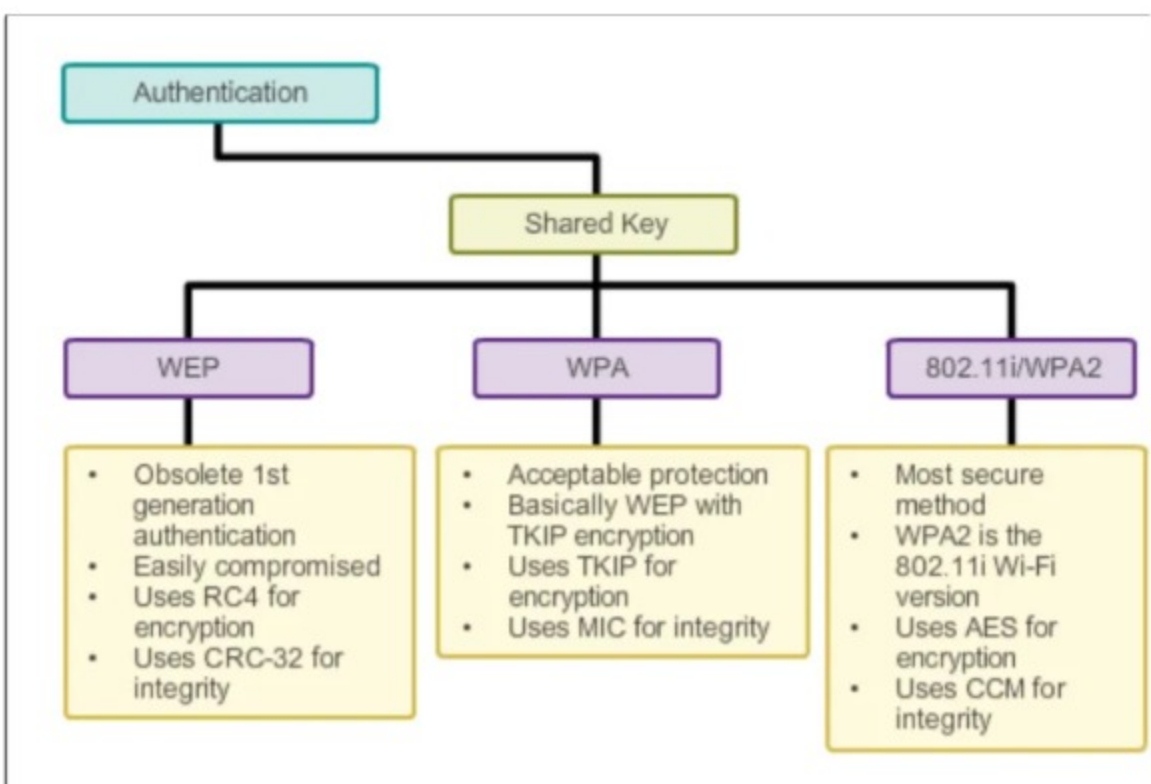 Authentication
Shared Key
WEP
WPA
802.11i/WPA2
• Obsolete 1st
generation
authentication
• Easily compromised
• Uses RC4 for
encryption
• Uses CRC-32 for
integrity
• Acceptable protection
• Basically WEP with
TKIP encryption
• Uses TKIP for
encryption
• Uses MIC for integrity
• Most secure
method
• WPA2 is the
802.11i Wi-Fi
version
• Uses AES for
encryption
• Uses CCM for
integrity